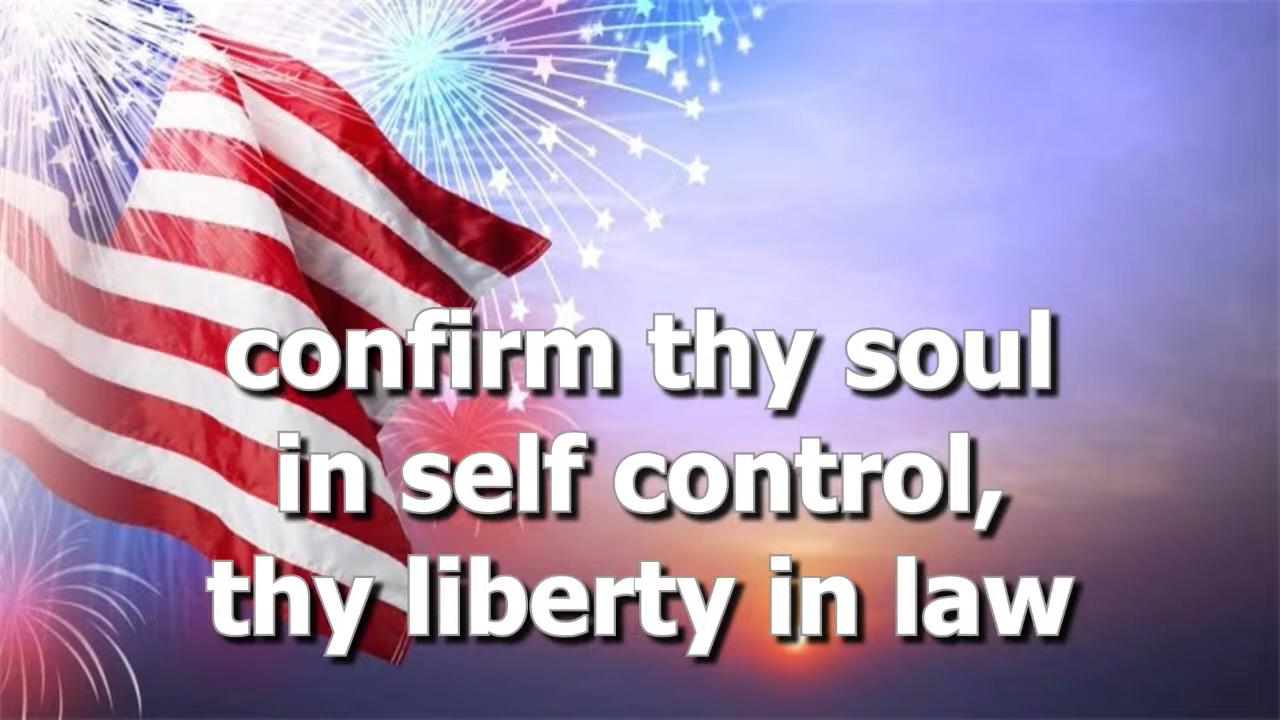 confirm thy soul
in self control,
thy liberty in law